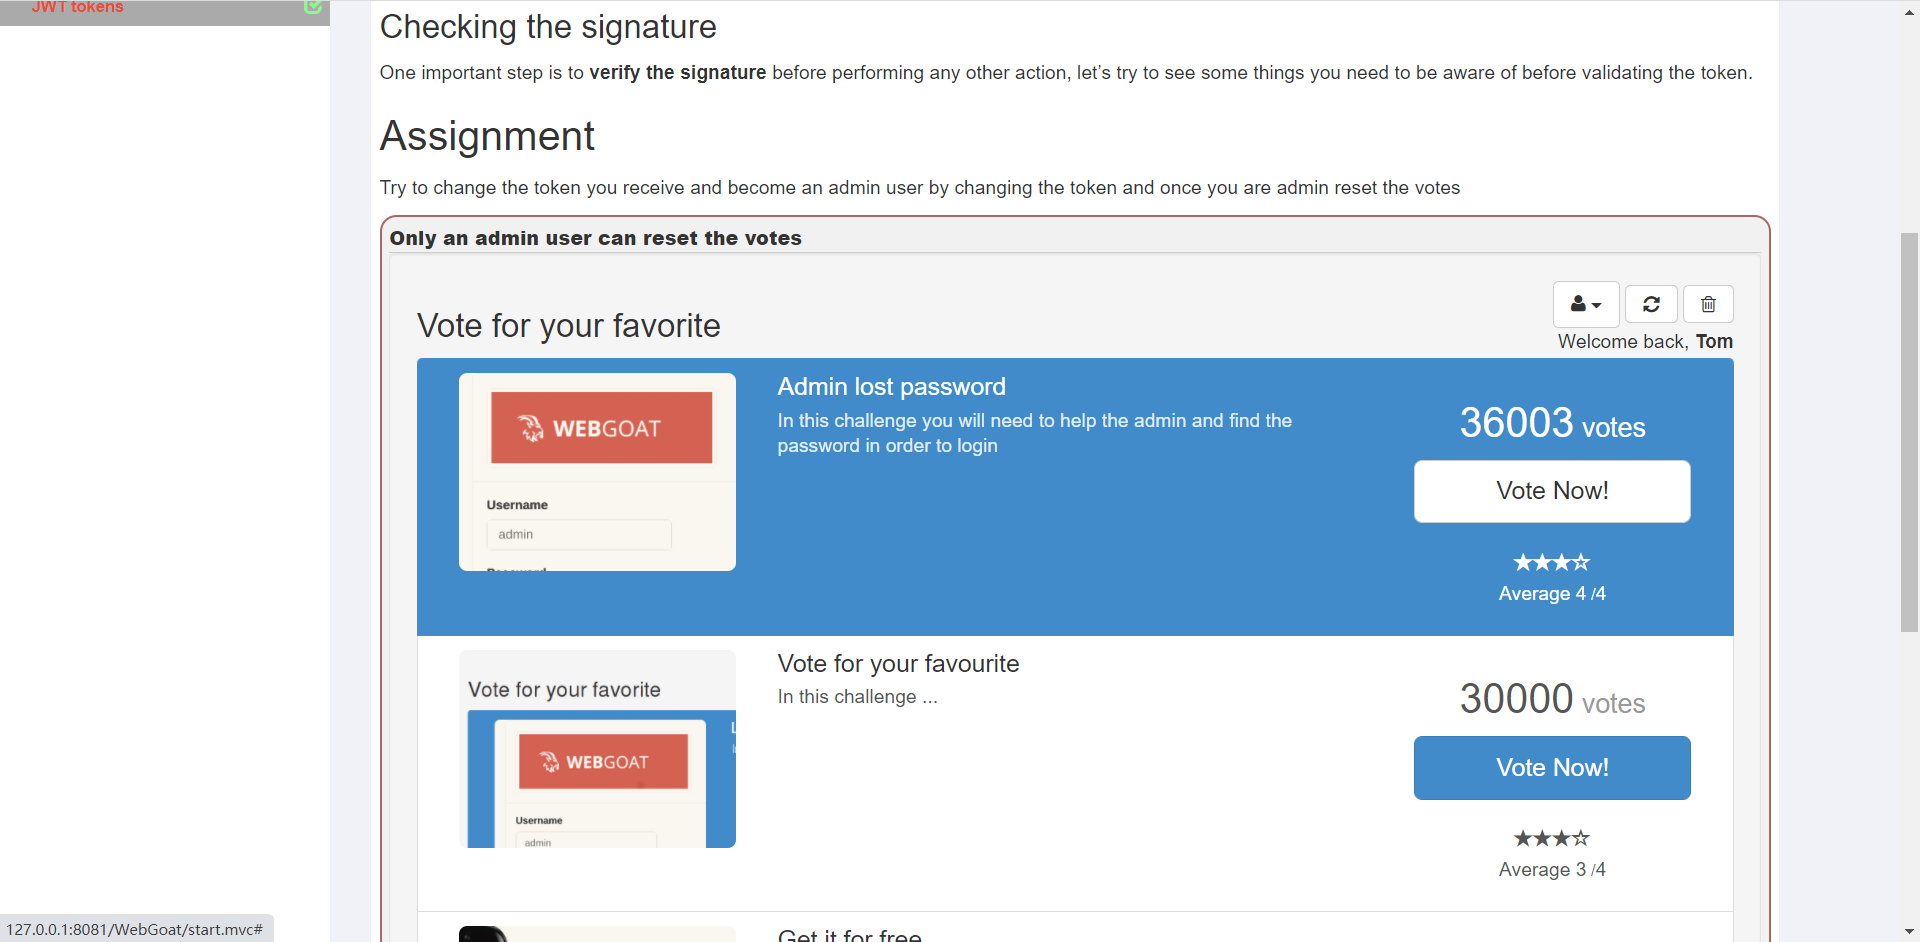 JWT tokens
Checking the signature
One important step is to verify the signature before performing any other action, let’s try to see some things you need to be aware of before validating the token.
Assignment
Try to change the token you receive and become an admin user by changing the token and once you are admin reset the votes
Only an admin user can reset the votes
Vote for your favorite
Welcome back, Tom
WEBGOAT
Username
admin
Password
Admin lost password
In this challenge you will need to help the admin and find the
password in order to login
36003 votes
Vote Now!
Average 4 /4
Vote for your favorite
WEBGOAT
Username
admin
Vote for your favourite
In this challenge ...
30000 votes
Vote Now!
Average 3 /4
Get it for free
127.0.0.1:8081/WebGoat/start.mvc#